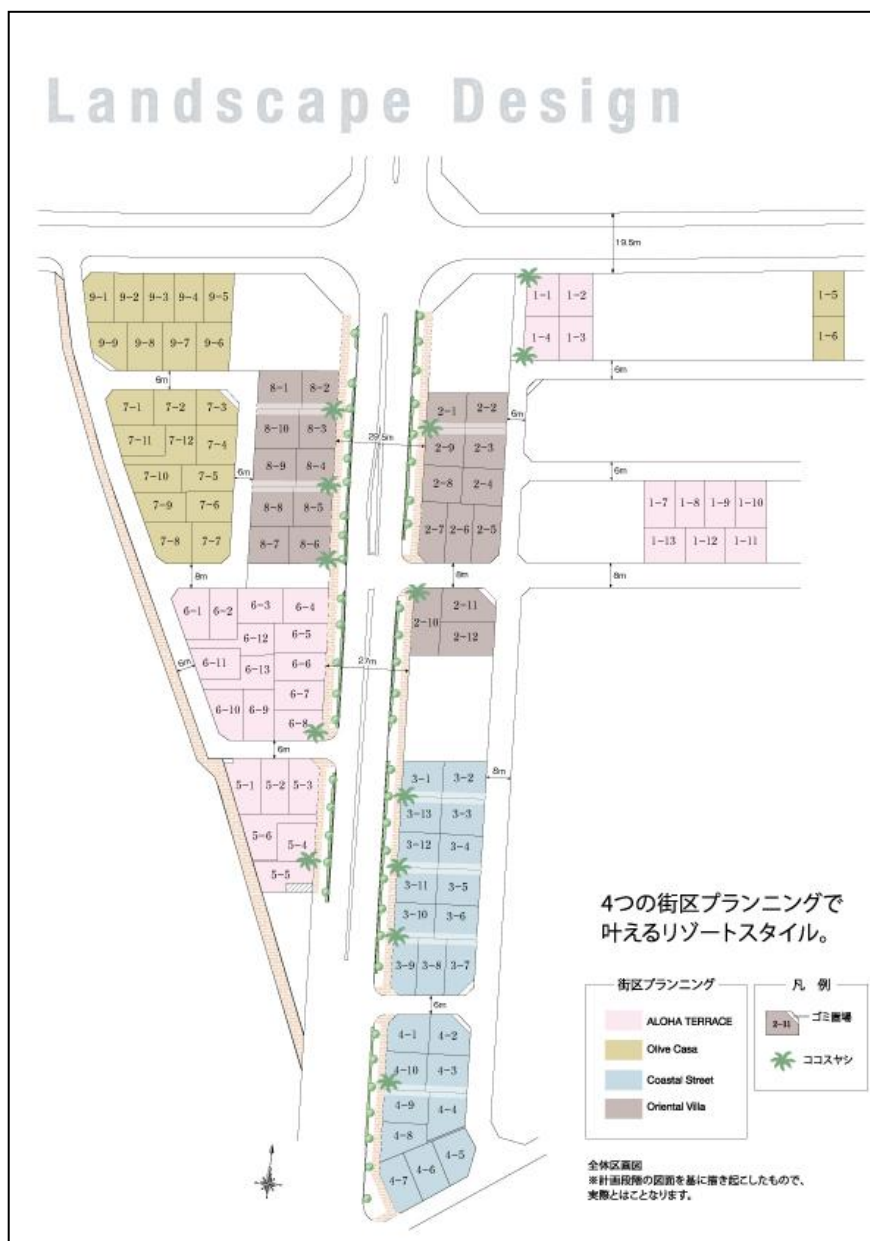 Landscape Design
19.5m
9-1 9-2 9-3 9-4 9-5
1-1 1-2
1-5
1-4 1-3
1-6
9-9 9-8 9-7 9-6
6m
6m
8-1 8-2
7-1 7-2 7-3
2-1 2-2
6m
8-10 8-3
7-11 7-12 7-4
29.5m
2-9 2-3
8-9 8-4
7-10 7-5
6m
6m
2-8 2-4
7-9 7-6
8-8 8-5
1-7 1-8 1-9 1-10
2-7 2-6 2-5
7-8 7-7
8-7 8-6
1-13 1-12 1-11
8m
8m
8m
6-1 6-2 6-3 6-4
2-11
2-10
6-12 6-5
2-12
6m
6-11 6-13 6-6
27m
6-7
6-10 6-9
6-8
6m
5-1 5-2 5-3
3-1 3-2
8m
3-13 3-3
5-6
5-4
3-12 3-4
5-5
3-11 3-5
3-10 3-6
3-9 3-8 3-7
6m
4-1 4-2
4-10 4-3
4-9 4-4
4-8
4-7 4-6 4-5
4つの街区プランニングで
叶えるリゾートスタイル。
街区プランニング
ALOHA TERRACE
Olive Casa
Coastal Street
Oriental Villa
凡 例
2-11 ゴミ置場
ココスヤシ
全体区画図
※計画段階の図面を基に描き起こしたもので、
実際とはことなります。